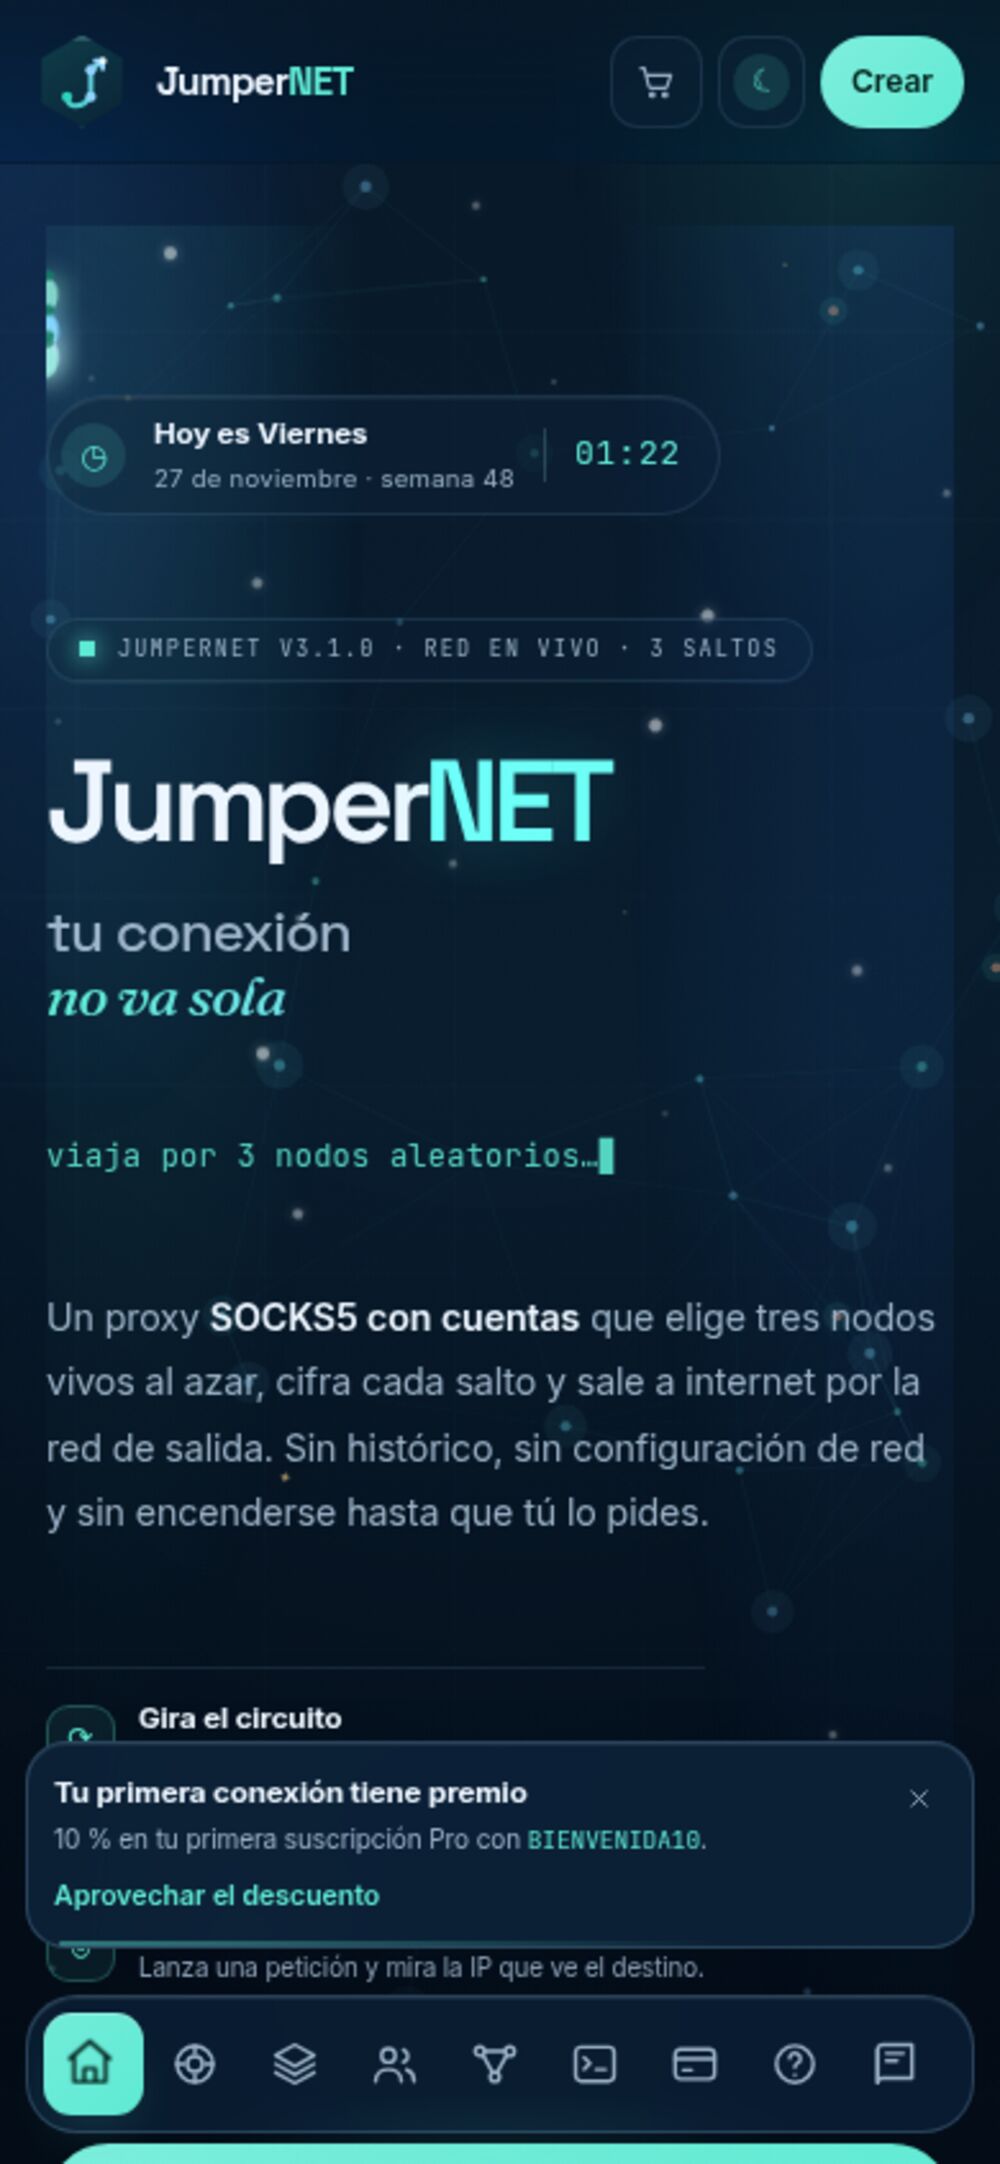 JumperNET
Crear
Hoy es Viernes
27 de noviembre · semana 48
01:22
JUMPERNET V3.1.0 · RED EN VIVO · 3 SALTOS
JumperNET
tu conexión
no va sola
viaja por 3 nodos aleatorios…
Un proxy SOCKS5 con cuentas que elige tres nodos
vivos al azar, cifra cada salto y sale a internet por la
red de salida. Sin histórico, sin configuración de red
y sin encenderse hasta que tú lo pides.
Gira el circuito
Tu primera conexión tiene premio
10 % en tu primera suscripción Pro con BIENVENIDA10.
Aprovechar el descuento
Lanza una petición y mira la IP que ve el destino.